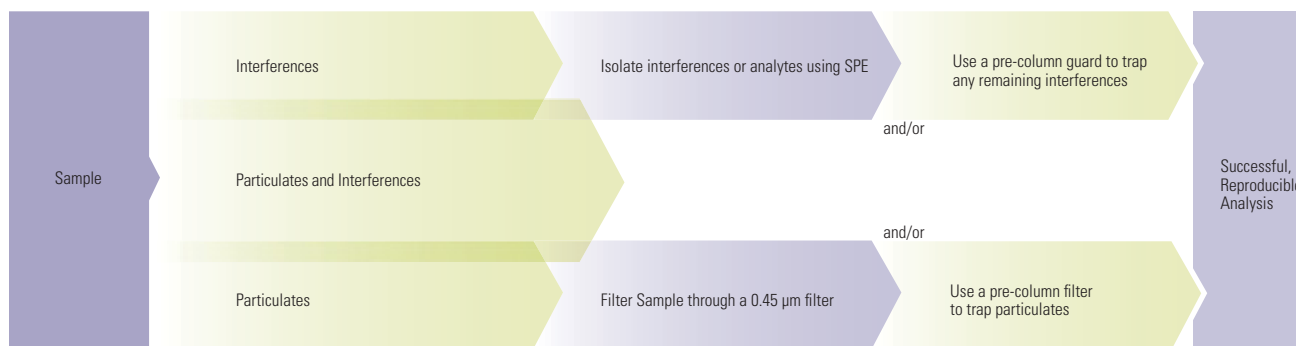 Interferences
Isolate interferences or analytes using SPE
Use a pre-column guard to trap
any remaining interferences
and/or
Sample
Particulates and Interferences
Successful,
Reproducible
Analysis
and/or
Particulates
Filter Sample through a 0.45 µm filter
Use a pre-column filter
to trap particulates